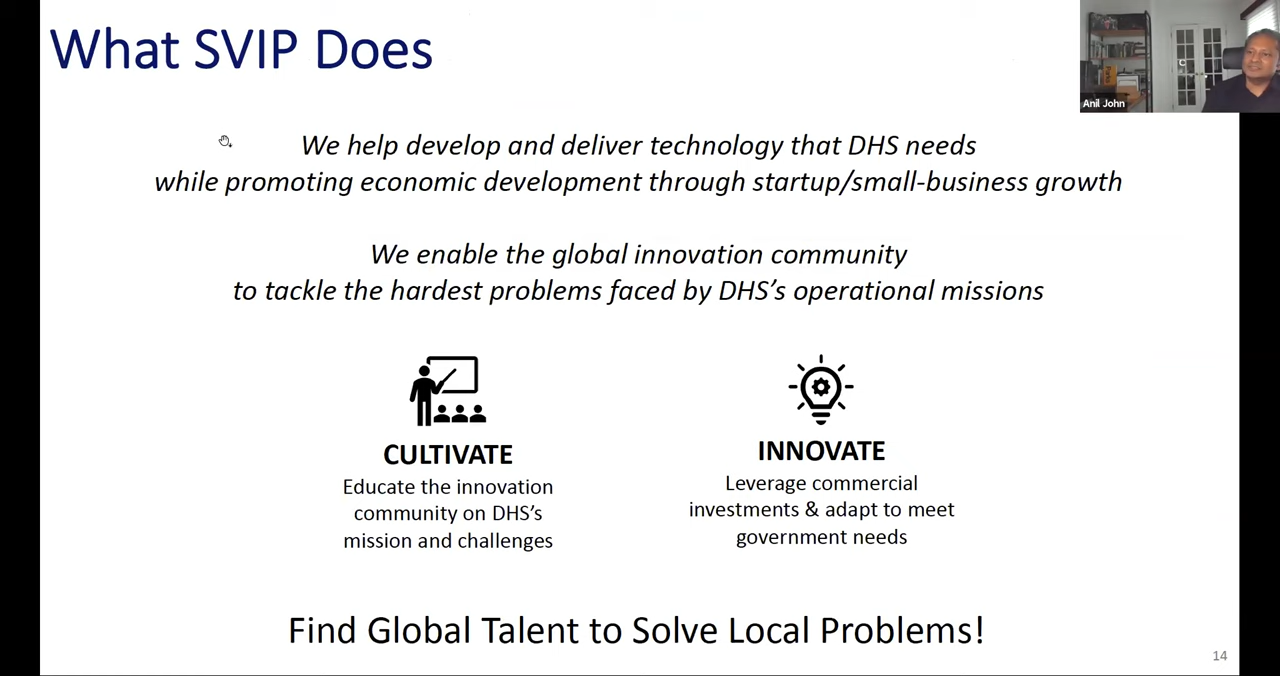 What SVIP Does
Anil John
We help develop and deliver technology that DHS needs
while promoting economic development through startup/small-business growth
We enable the global innovation community
to tackle the hardest problems faced by DHS’s operational missions
CULTIVATE
Educate the innovation
community on DHS’s
mission and challenges
INNOVATE
Leverage commercial
investments & adapt to meet
government needs
Find Global Talent to Solve Local Problems!
14